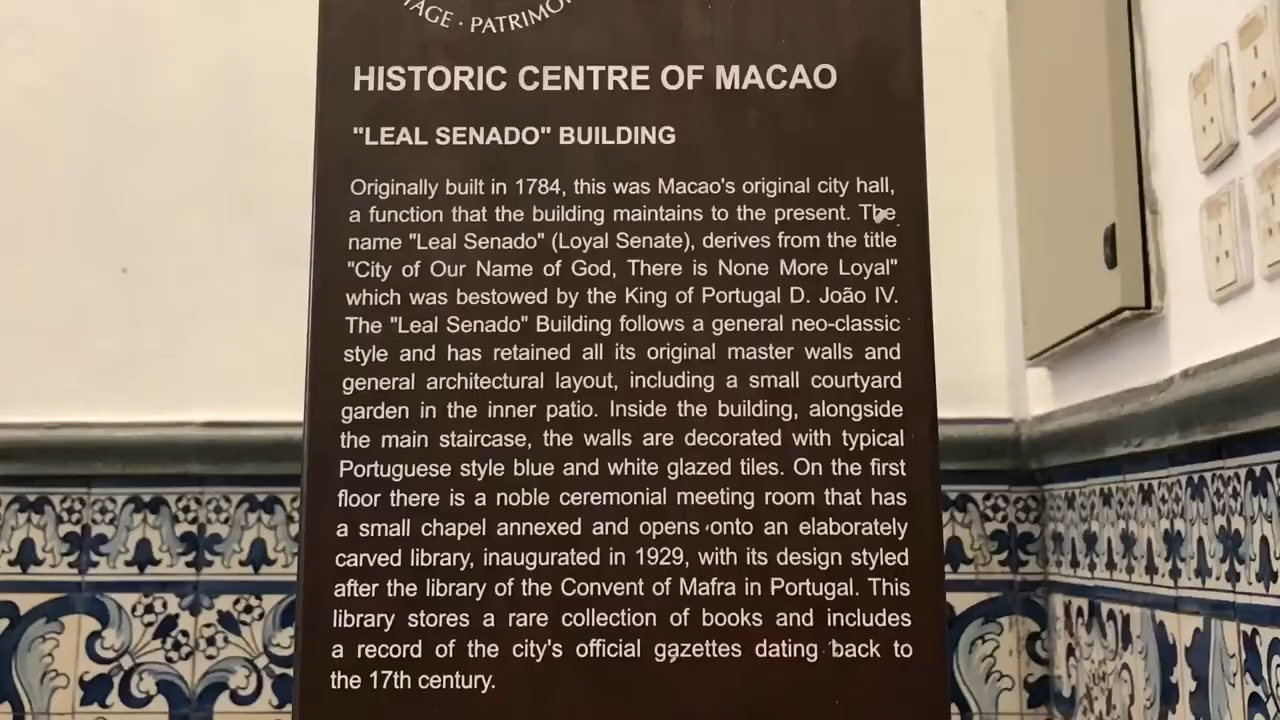 · PATRIMO
HISTORIC CENTRE OF MACAO
"LEAL SENADO" BUILDING
Originally built in 1784, this was Macao's original city hall,
a function that the building maintains to the present. The
name "Leal Senado" (Loyal Senate), derives from the title
"City of Our Name of God, There is None More Loyal"
which was bestowed by the King of Portugal D. João IV.
The "Leal Senado" Building follows a general neo-classic
style and has retained all its original master walls and
general architectural layout, including a small courtyard
garden in the inner patio. Inside the building, alongside
the main staircase, the walls are decorated with typical
Portuguese style blue and white glazed tiles. On the first
floor there is a noble ceremonial meeting room that has
a small chapel annexed and opens onto an elaborately
carved library, inaugurated in 1929, with its design styled
after the library of the Convent of Mafra in Portugal. This
library stores a rare collection of books and includes
a record of the city's official gazettes dating back to
the 17th century.